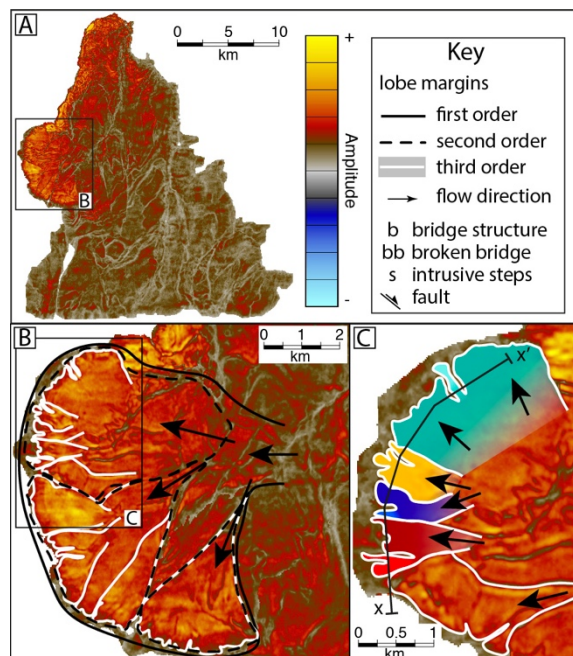 A
0 5 10
km
+
Amplitude
-
B
Key
lobe margins
first order
second order
third order
flow direction
b bridge structure
bb broken bridge
s intrusive steps
fault
B
0 1 2
km
C
C
x'
x
0 0.5 1
km